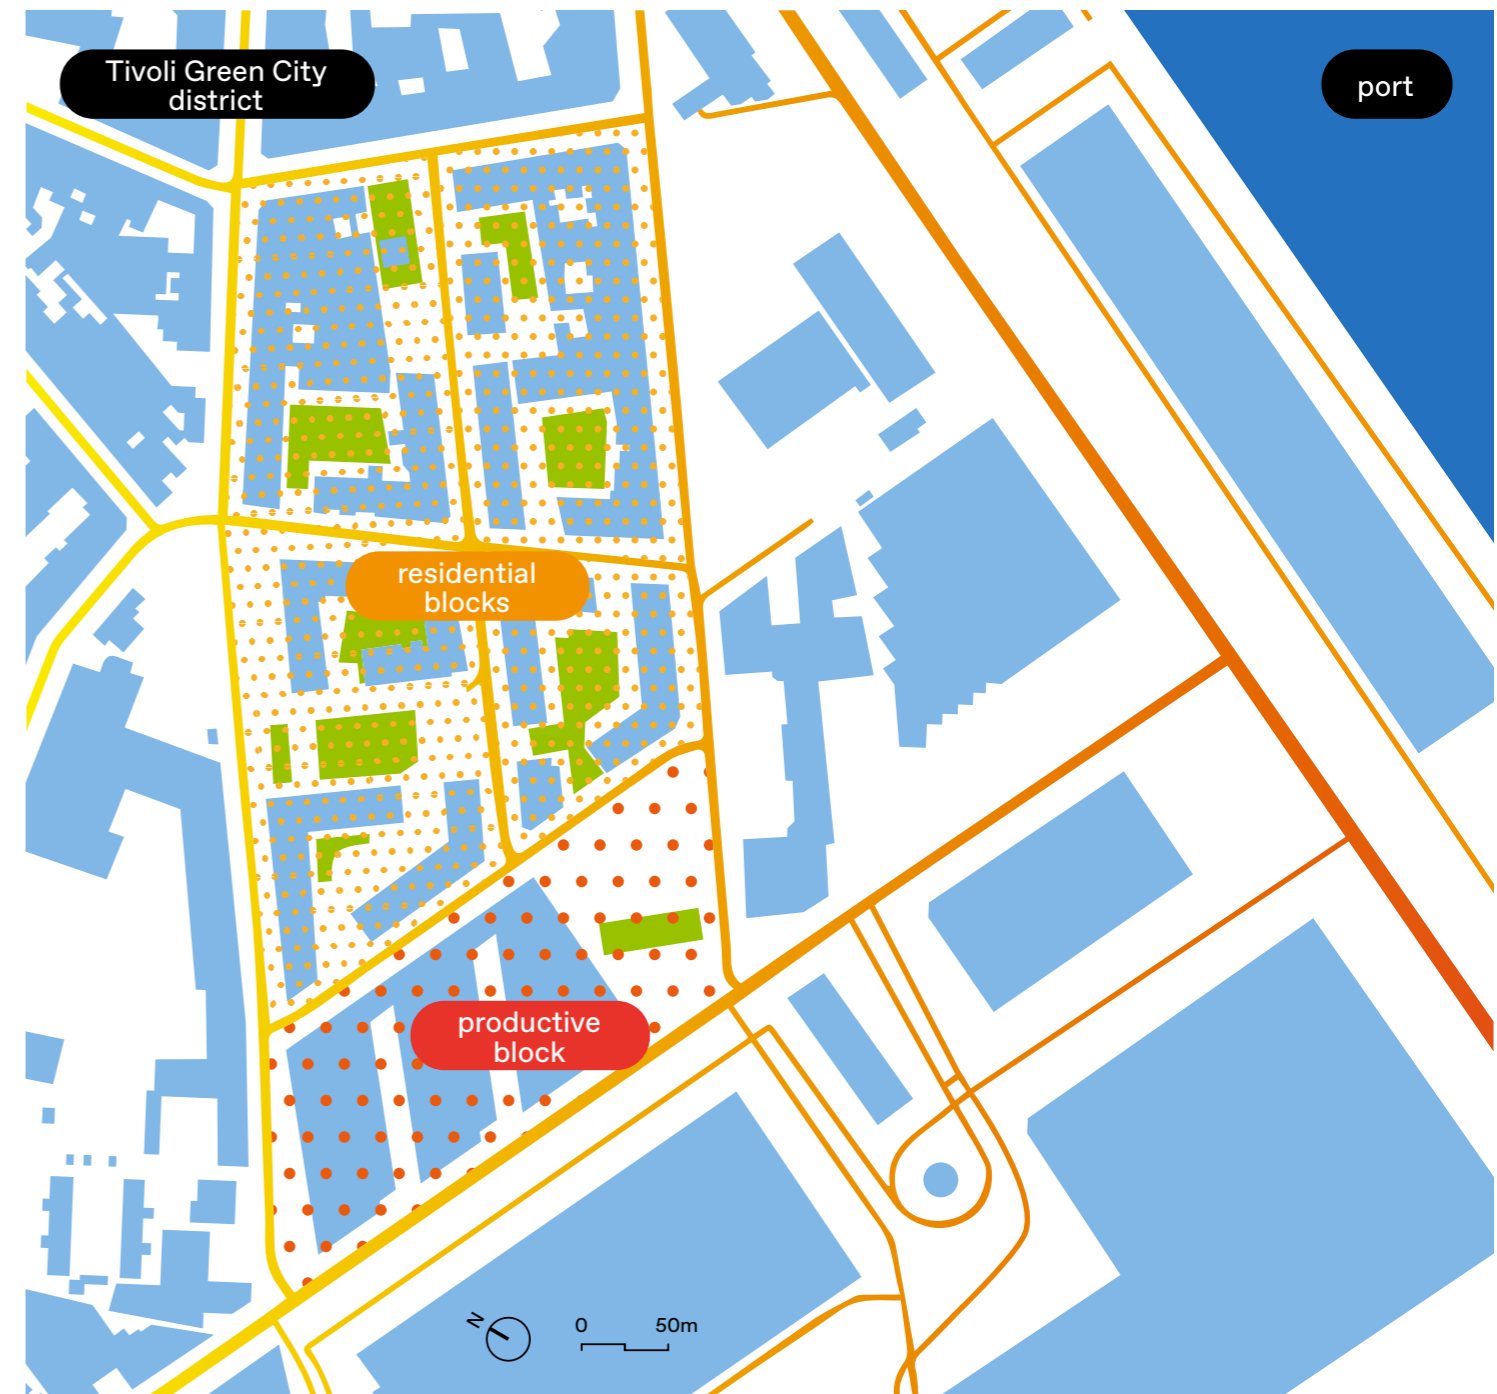 Tivoli Green City
district
port
residential
blocks
productive
block
N
0 50m